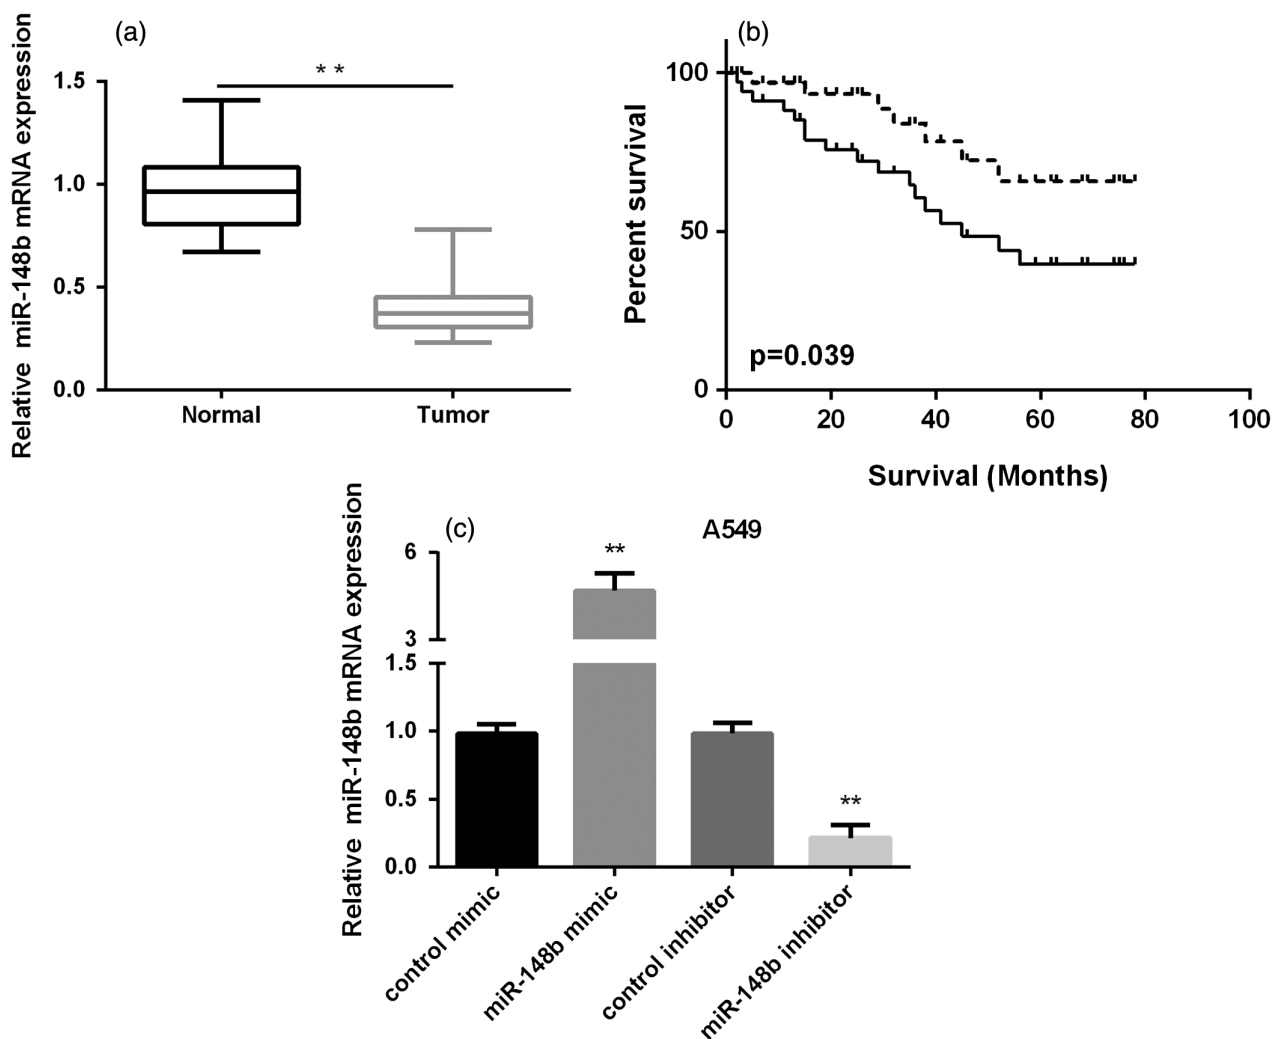 (a)
Relative miR-148b mRNA expression
* *
1.5
1.0
0.5
0.0
Normal Tumor
(b)
Percent survival
100
50
0
p=0.039
0 20 40 60 80 100
Survival (Months)
(c)
A549
Relative miR-148b mRNA expression
6
3
1.5
1.0
0.5
0.0
**
**
control mimic
miR-148b mimic
control inhibitor
miR-148b inhibitor